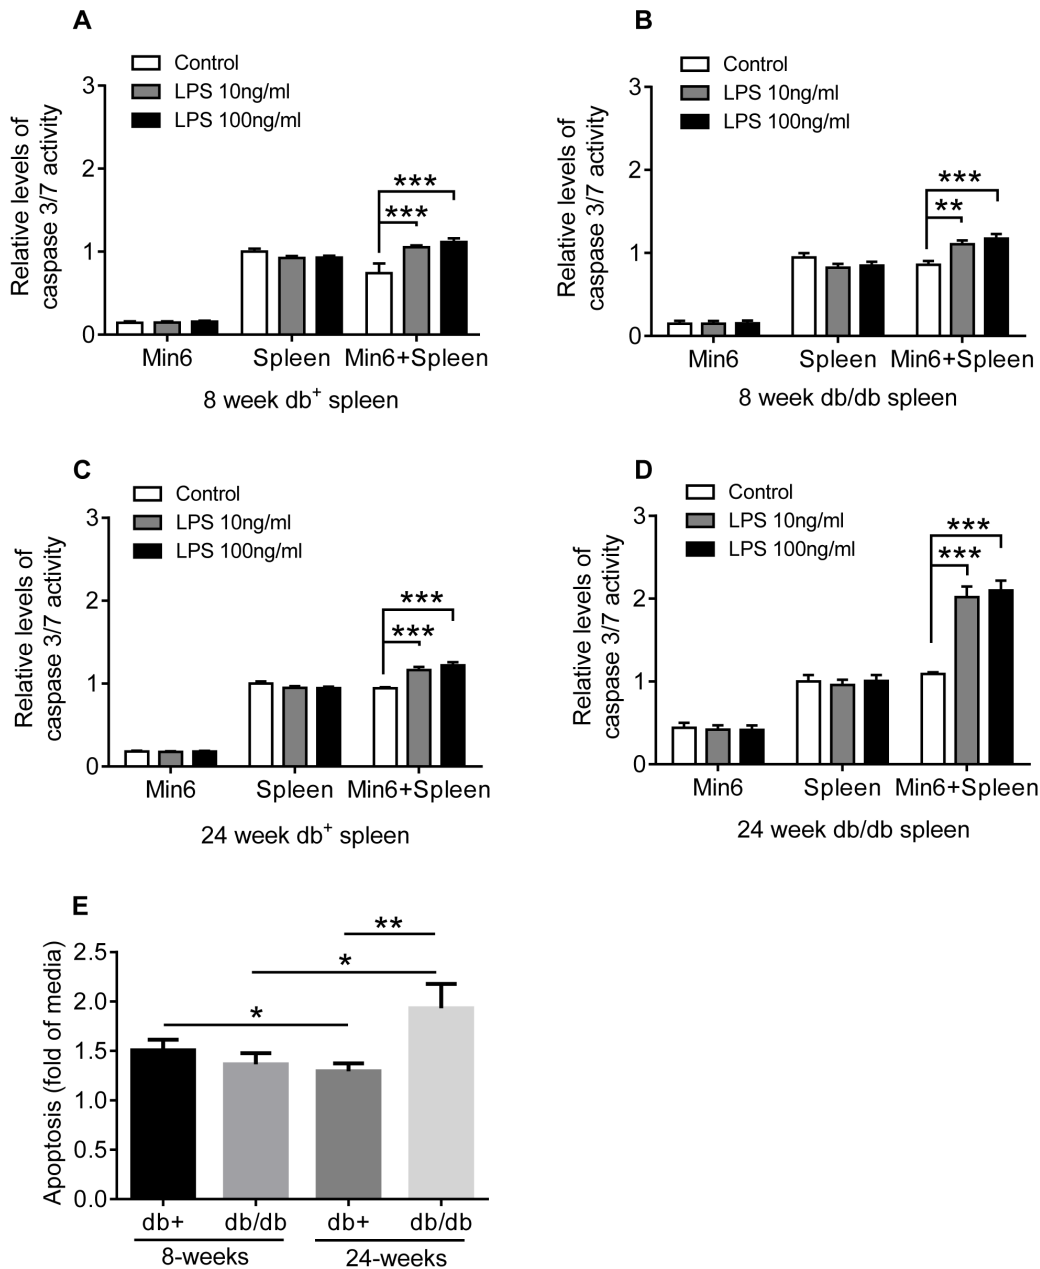 A
Control
LPS 10ng/ml
LPS 100ng/ml
Relative levels of
caspase 3/7 activity
3
2
1
0
***
***
Min6 Spleen Min6+Spleen
8 week db+ spleen
B
Control
LPS 10ng/ml
LPS 100ng/ml
Relative levels of
caspase 3/7 activity
3
2
1
0
***
**
Min6 Spleen Min6+Spleen
8 week db/db spleen
C
Control
LPS 10ng/ml
LPS 100ng/ml
Relative levels of
caspase 3/7 activity
3
2
1
0
***
***
Min6 Spleen Min6+Spleen
24 week db+ spleen
D
Control
LPS 10ng/ml
LPS 100ng/ml
Relative levels of
caspase 3/7 activity
3
2
1
0
***
***
Min6 Spleen Min6+Spleen
24 week db/db spleen
E
Apoptosis (fold of media)
2.5
2.0
1.5
1.0
0.5
0.0
**
*
*
db+ db/db db+ db/db
8-weeks 24-weeks